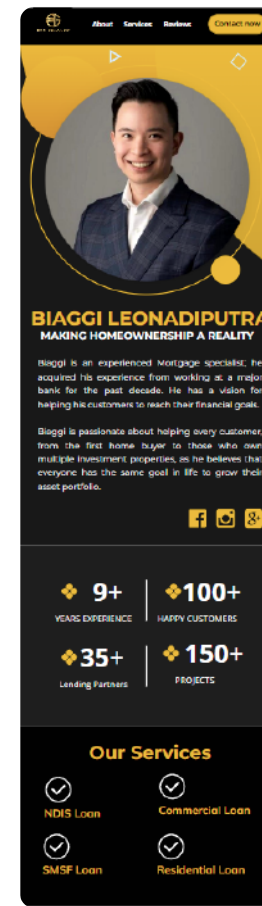 About Services Reviews Contact now
BIAGGI LEONADIPUTRA
MAKING HOMEOWNERSHIP A REALITY
Biaggi is an experienced Mortgage specialist; he
acquired his experience from working at a major
bank for the past decade. He has a vision for
helping his customers to reach their financial goals.
Biaggi is passionate about helping every customer,
from the first home buyer to those who own
multiple investment properties, as he believes that
everyone has the same goal in life to grow their
asset portfolio.
9+ 100+
YEARS EXPERIENCE HAPPY CUSTOMERS
35+ 150+
Lending Partners PROJECTS
Our Services
NDIS Loan Commercial Loan
SMSF Loan Residential Loan